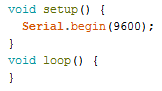 void setup() {
  Serial.begin(9600);
}
void loop() {
}